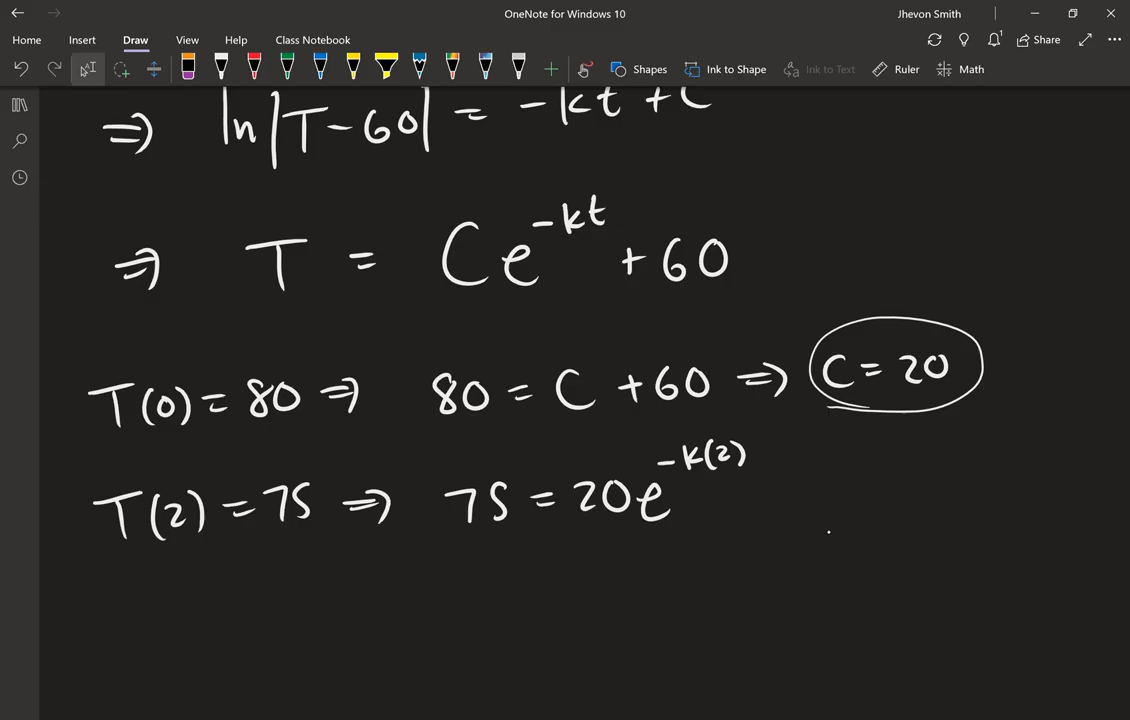 OneNote for Windows 10
Jhevon Smith
Home Insert Draw View Help Class Notebook
Share
Shapes Ink to Shape Ink to Text Ruler Math
⇒ ln|T-60| = -kt + C
⇒ T = Ce^{-kt} + 60
T(0) = 80 ⇒ 80 = C + 60 ⇒ C = 20
T(2) = 75 ⇒ 75 = 20e^{-k(2)}